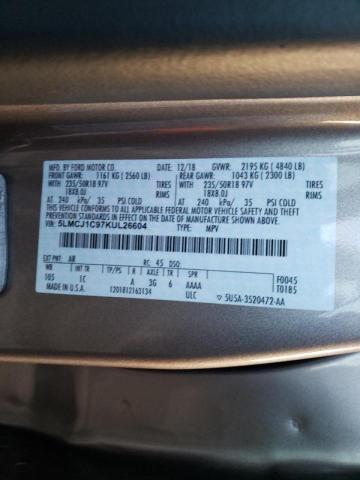 MFD. BY FORD MOTOR CO.
DATE: 12/18 GVWR: 2195 KG (4840 LB)
FRONT GAWR: 1161 KG (2560 LB) REAR GAWR: 1043 KG (2300 LB)
WITH 235/50R18 97V TIRES WITH 235/50R18 97V TIRES
18X8.0J RIMS 18X8.0J RIMS
AT 240 kPa/ 35 PSI COLD AT 240 kPa/ 35 PSI COLD
THIS VEHICLE CONFORMS TO ALL APPLICABLE FEDERAL MOTOR VEHICLE SAFETY, BUMPER, AND THEFT PREVENTION STANDARDS IN EFFECT ON THE DATE OF MANUFACTURE SHOWN ABOVE.
VIN: 5LMCJ1C97KUL26604 TYPE: MPV
EXT PNT: AR RC: 45 DSO:
WB INT TR TP/PS R AXLE TR SPR F0045
105 1C A 3G 6 AAAA T0185
MADE IN U.S.A. 1201812163134 ULC 5U5A-3520472-AA